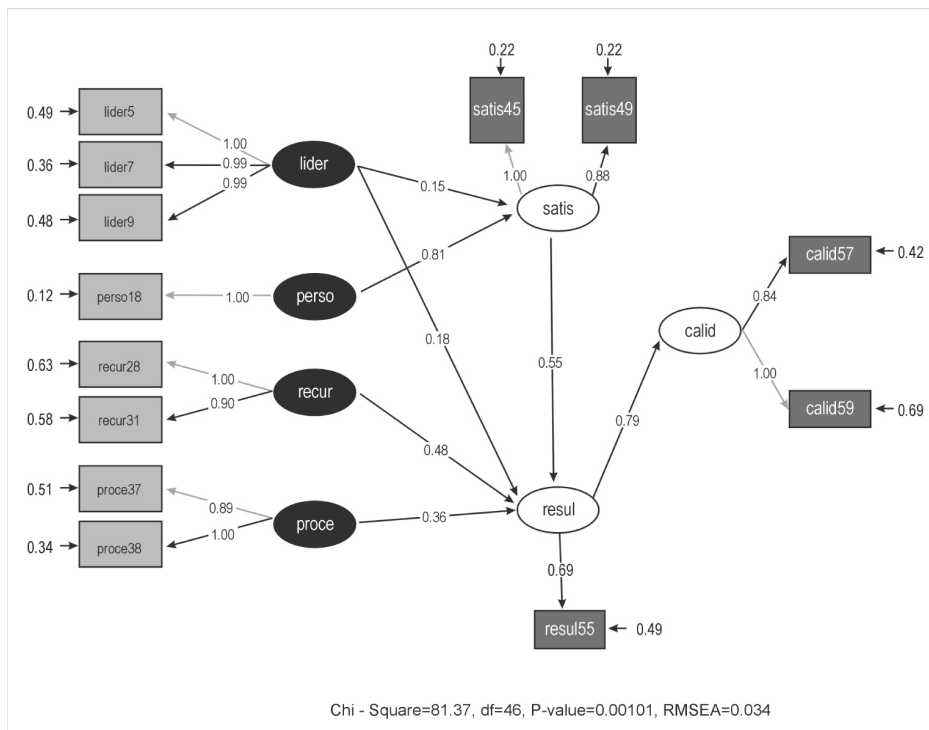 0.22 0.22
satis45 satis49
0.49 lider5
1.00
0.36 lider7 0.99 lider
0.99
0.48 lider9
1.00 0.88
0.15 satis
0.81
0.12 perso18 1.00 perso
calid57 0.42
0.84
calid
0.18
0.55
0.63 recur28
1.00
recur
0.90
0.58 recur31
1.00
calid59 0.69
0.79
0.48
0.51 proce37
0.89
proce 0.36 resul
1.00
0.34 proce38
0.69
resul55 0.49
Chi - Square=81.37, df=46, P-value=0.00101, RMSEA=0.034